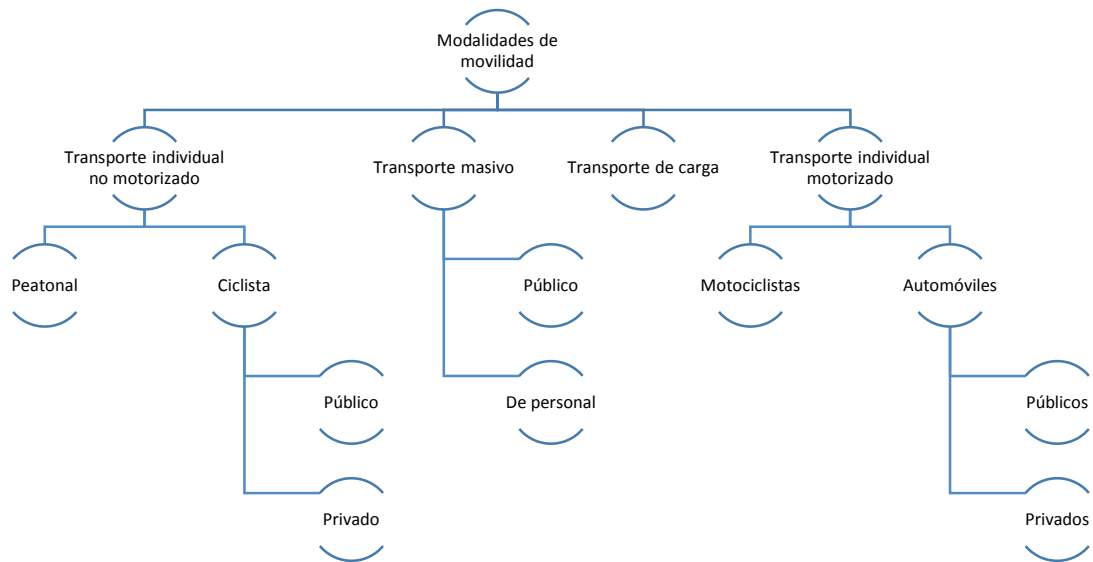 Modalidades de
movilidad
Transporte individual
no motorizado
Transporte masivo
Transporte de carga
Transporte individual
motorizado
Peatonal
Ciclista
Público
Motociclistas
Automóviles
Público
De personal
Públicos
Privado
Privados